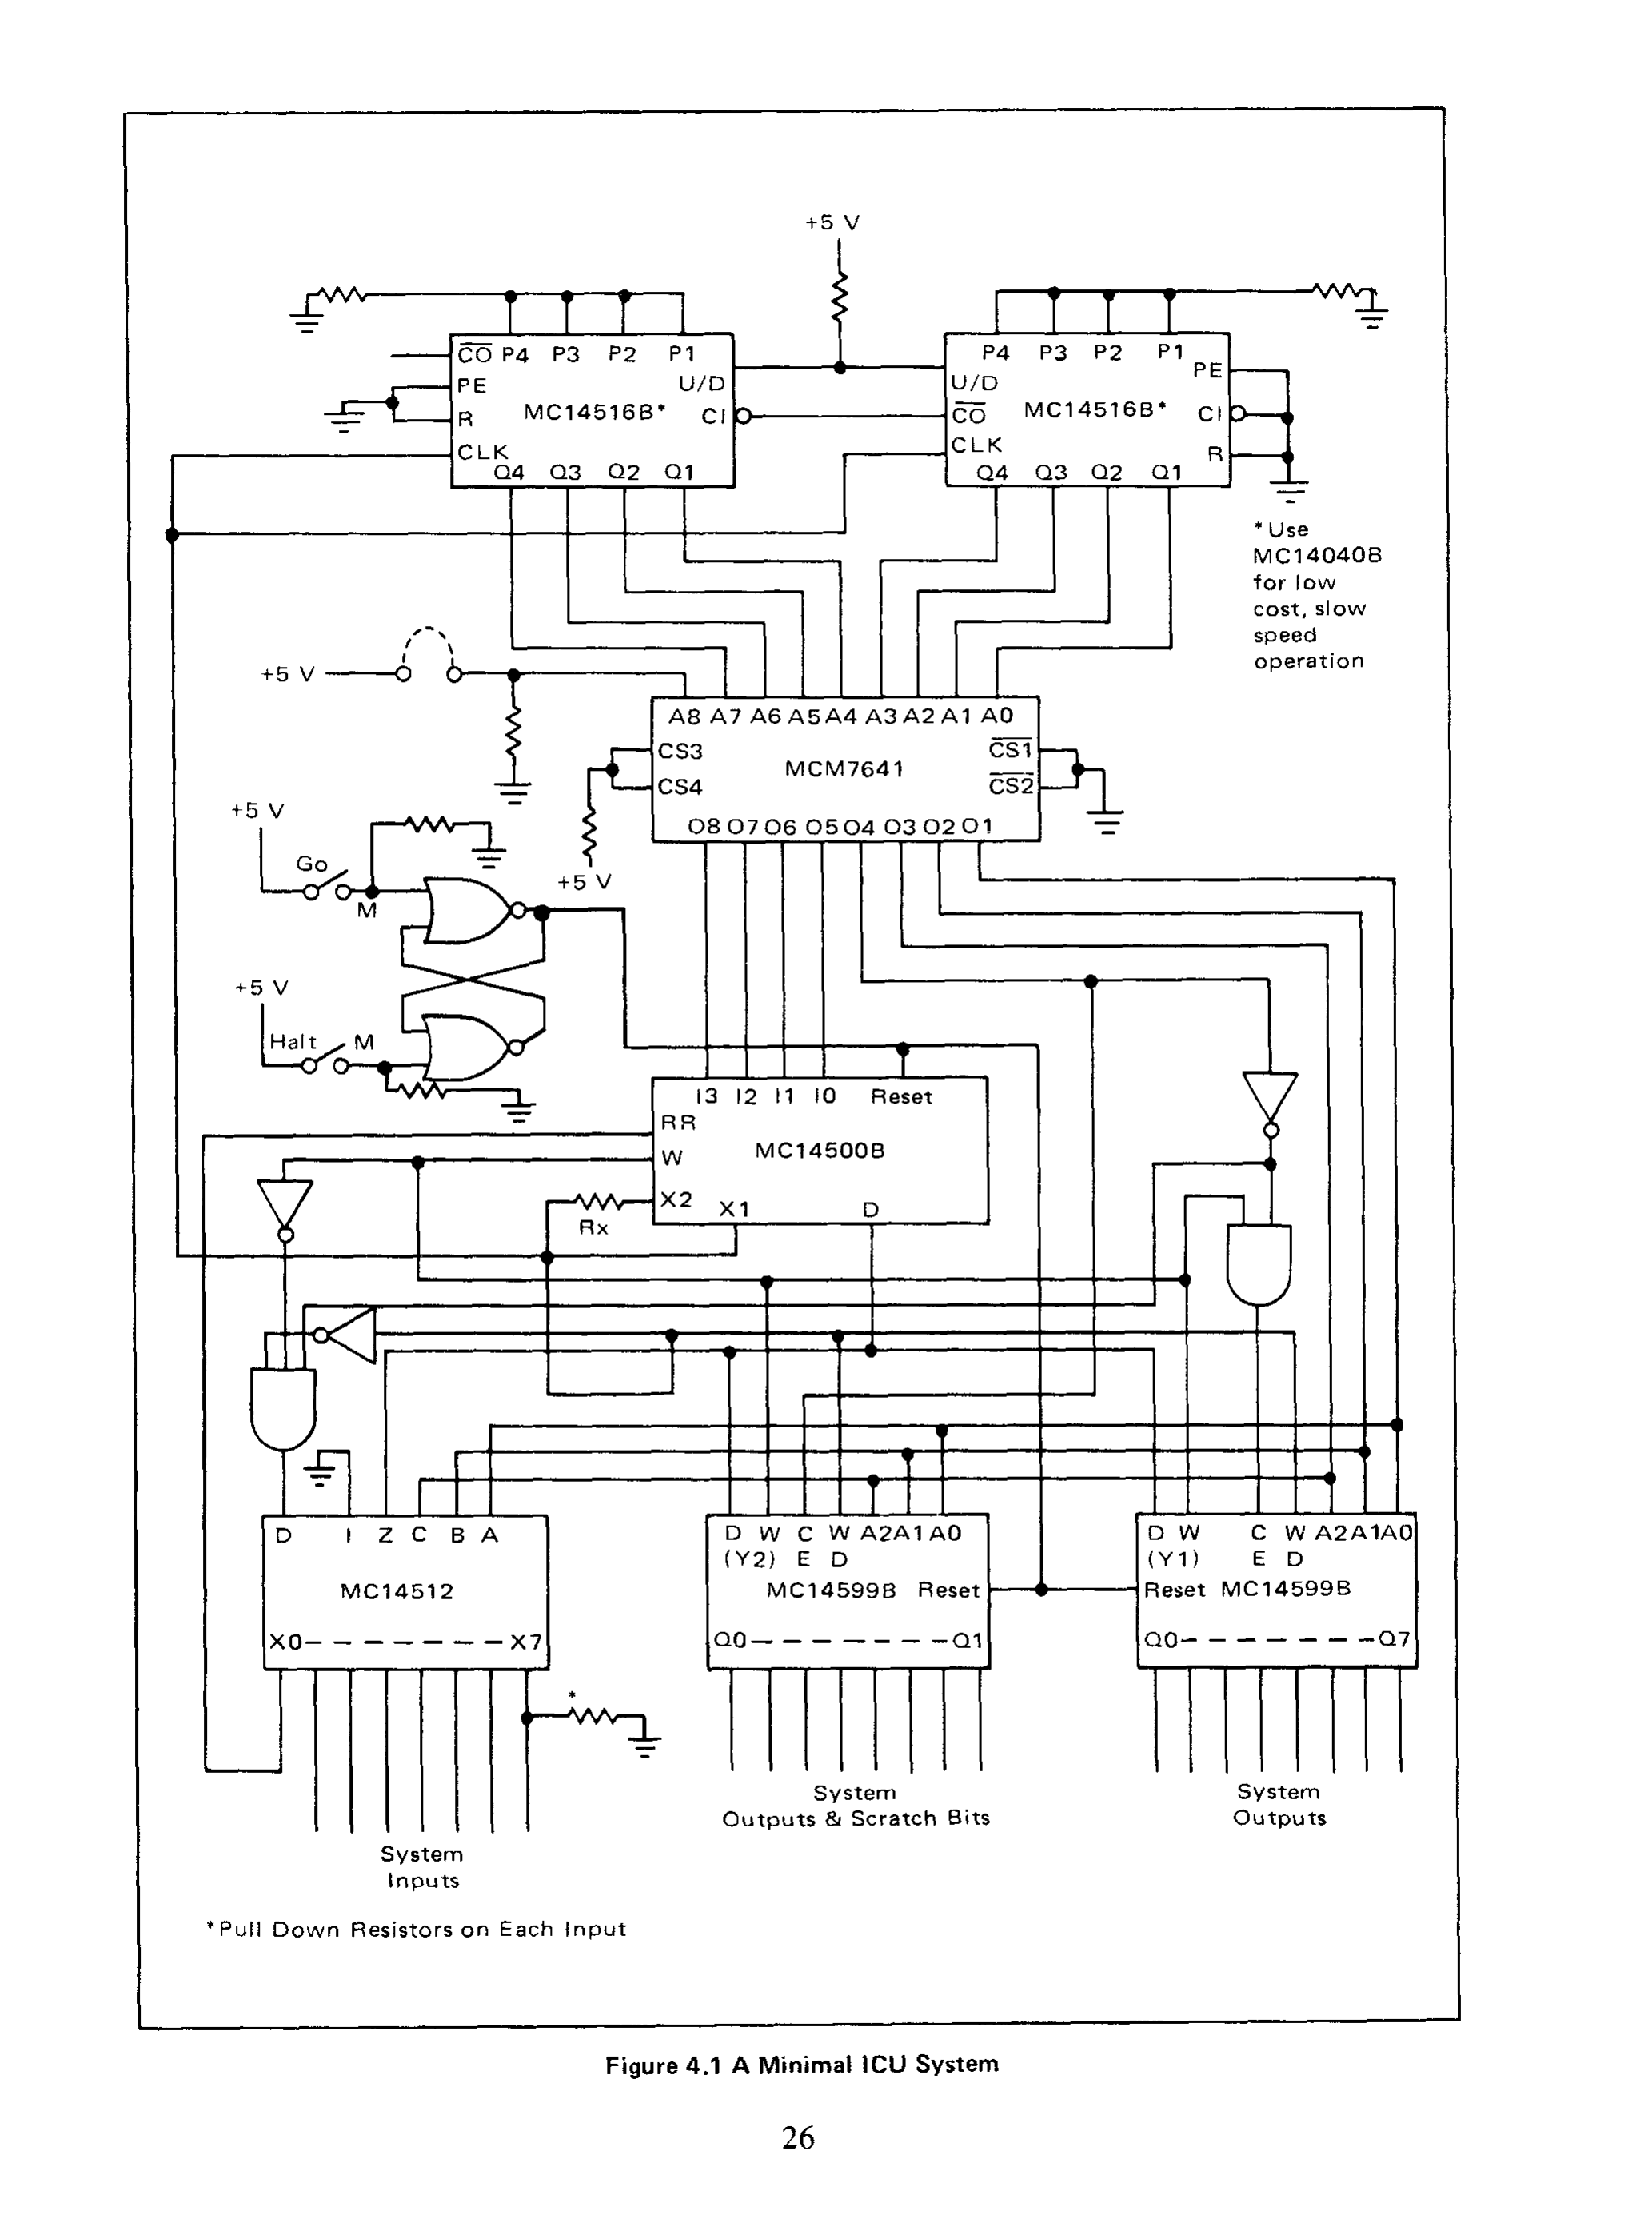 +5 V
CO P4 P3 P2 P1
PE
U/D
R
MC14516B*
CI
CLK
Q4 Q3 Q2 Q1
P4 P3 P2 P1
PE
U/D
CO
MC14516B*
CI
CLK
R
Q4 Q3 Q2 Q1
*Use
MC14040B
for low
cost, slow
speed
operation
+5 V
A8 A7 A6 A5 A4 A3 A2 A1 A0
CS3
CS1
MCM7641
CS4
CS2
O8 O7 O6 O5 O4 O3 O2 O1
+5 V
+5 V
Go
M
+5 V
Halt M
I3 I2 I1 I0 Reset
RR
W
MC14500B
X2
X1
D
Rx
D I Z C B A
MC14512
X0 – – – – – – – X7
*
System
Inputs
D W C W A2 A1 A0
(Y2) E D
MC14599B Reset
Q0 – – – – – – – Q1
System
Outputs & Scratch Bits
D W C W A2 A1 A0
(Y1) E D
Reset MC14599B
Q0 – – – – – – – Q7
System
Outputs
*Pull Down Resistors on Each Input
Figure 4.1 A Minimal ICU System
26